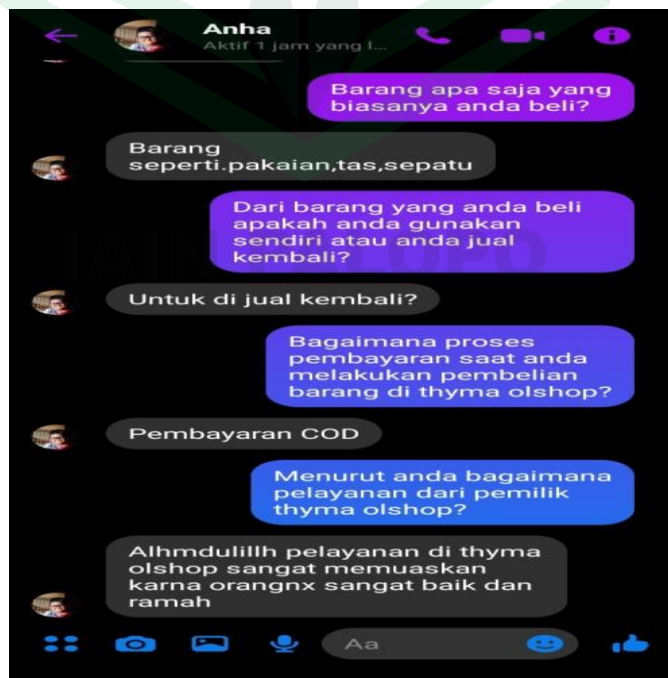 Anha
Aktif 1 jam yang l...
Barang apa saja yang
biasanya anda beli?
Barang
seperti.pakaian,tas,sepatu
Dari barang yang anda beli
apakah anda gunakan
sendiri atau anda jual
kembali?
Untuk di jual kembali?
Bagaimana proses
pembayaran saat anda
melakukan pembelian
barang di thyma olshop?
Pembayaran COD
Menurut anda bagaimana
pelayanan dari pemilik
thyma olshop?
Alhmdulillh pelayanan di thyma
olshop sangat memuaskan
karna orangnx sangat baik dan
ramah
Aa
IAIN PALOPO